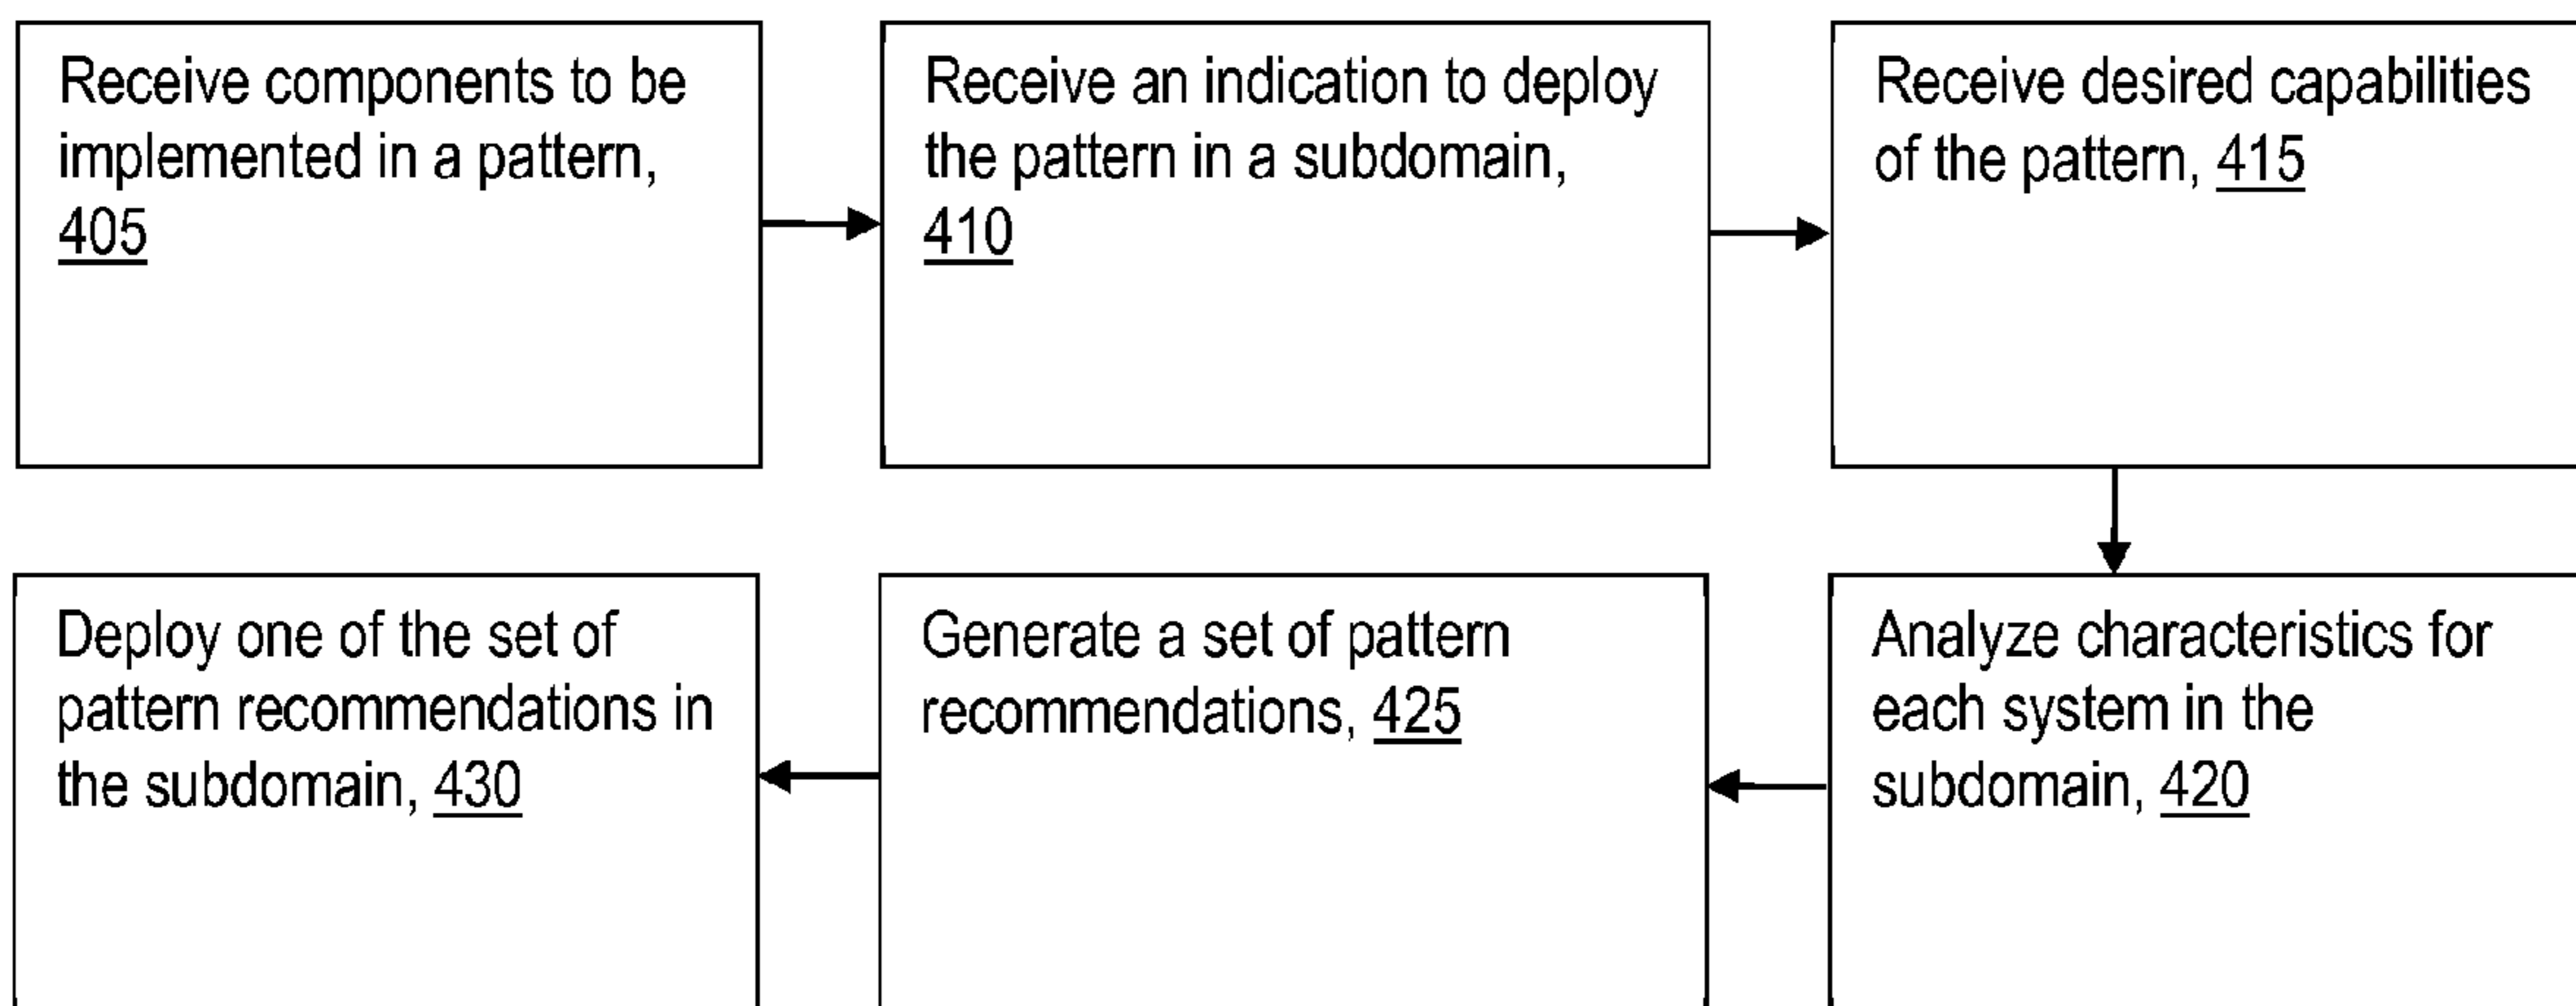 Receive components to be
implemented in a pattern,
405
Receive an indication to deploy
the pattern in a subdomain,
410
Receive desired capabilities
of the pattern, 415
Analyze characteristics for
each system in the
subdomain, 420
Generate a set of pattern
recommendations, 425
Deploy one of the set of
pattern recommendations in
the subdomain, 430